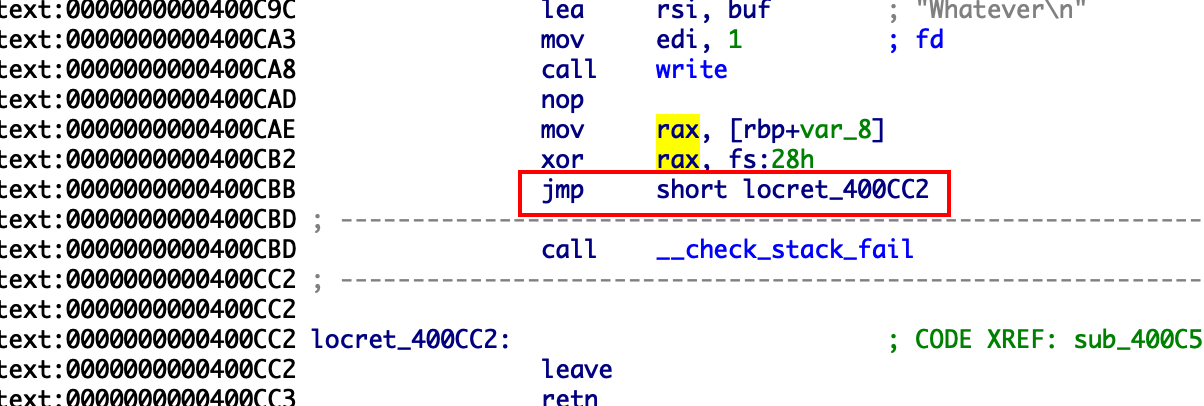 text:0000000000400C9C lea rsi, buf ; "Whatever\n"
text:0000000000400CA3 mov edi, 1 ; fd
text:0000000000400CA8 call write
text:0000000000400CAD nop
text:0000000000400CAE mov rax, [rbp+var_8]
text:0000000000400CB2 xor rax, fs:28h
text:0000000000400CBB jmp short locret_400CC2
text:0000000000400CBD ; ---------------------------------------------------------------
text:0000000000400CBD call __check_stack_fail
text:0000000000400CC2 ; ---------------------------------------------------------------
text:0000000000400CC2
text:0000000000400CC2 locret_400CC2: ; CODE XREF: sub_400C5
text:0000000000400CC2 leave
text:0000000000400CC3 retn